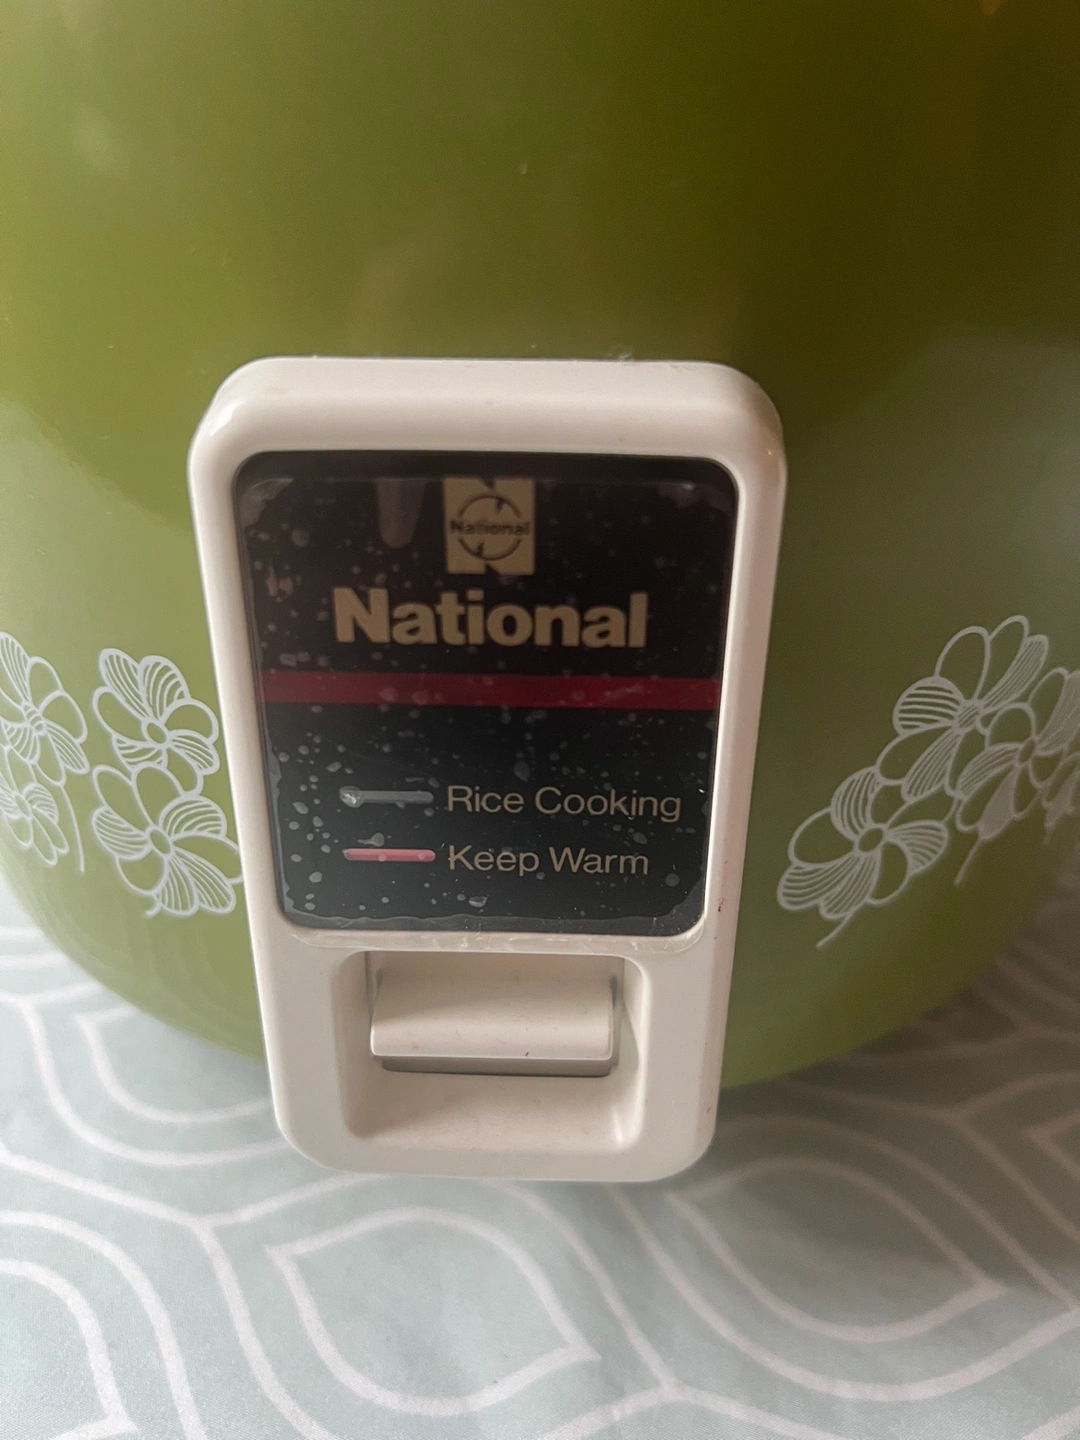 National
National
Rice Cooking
Keep Warm